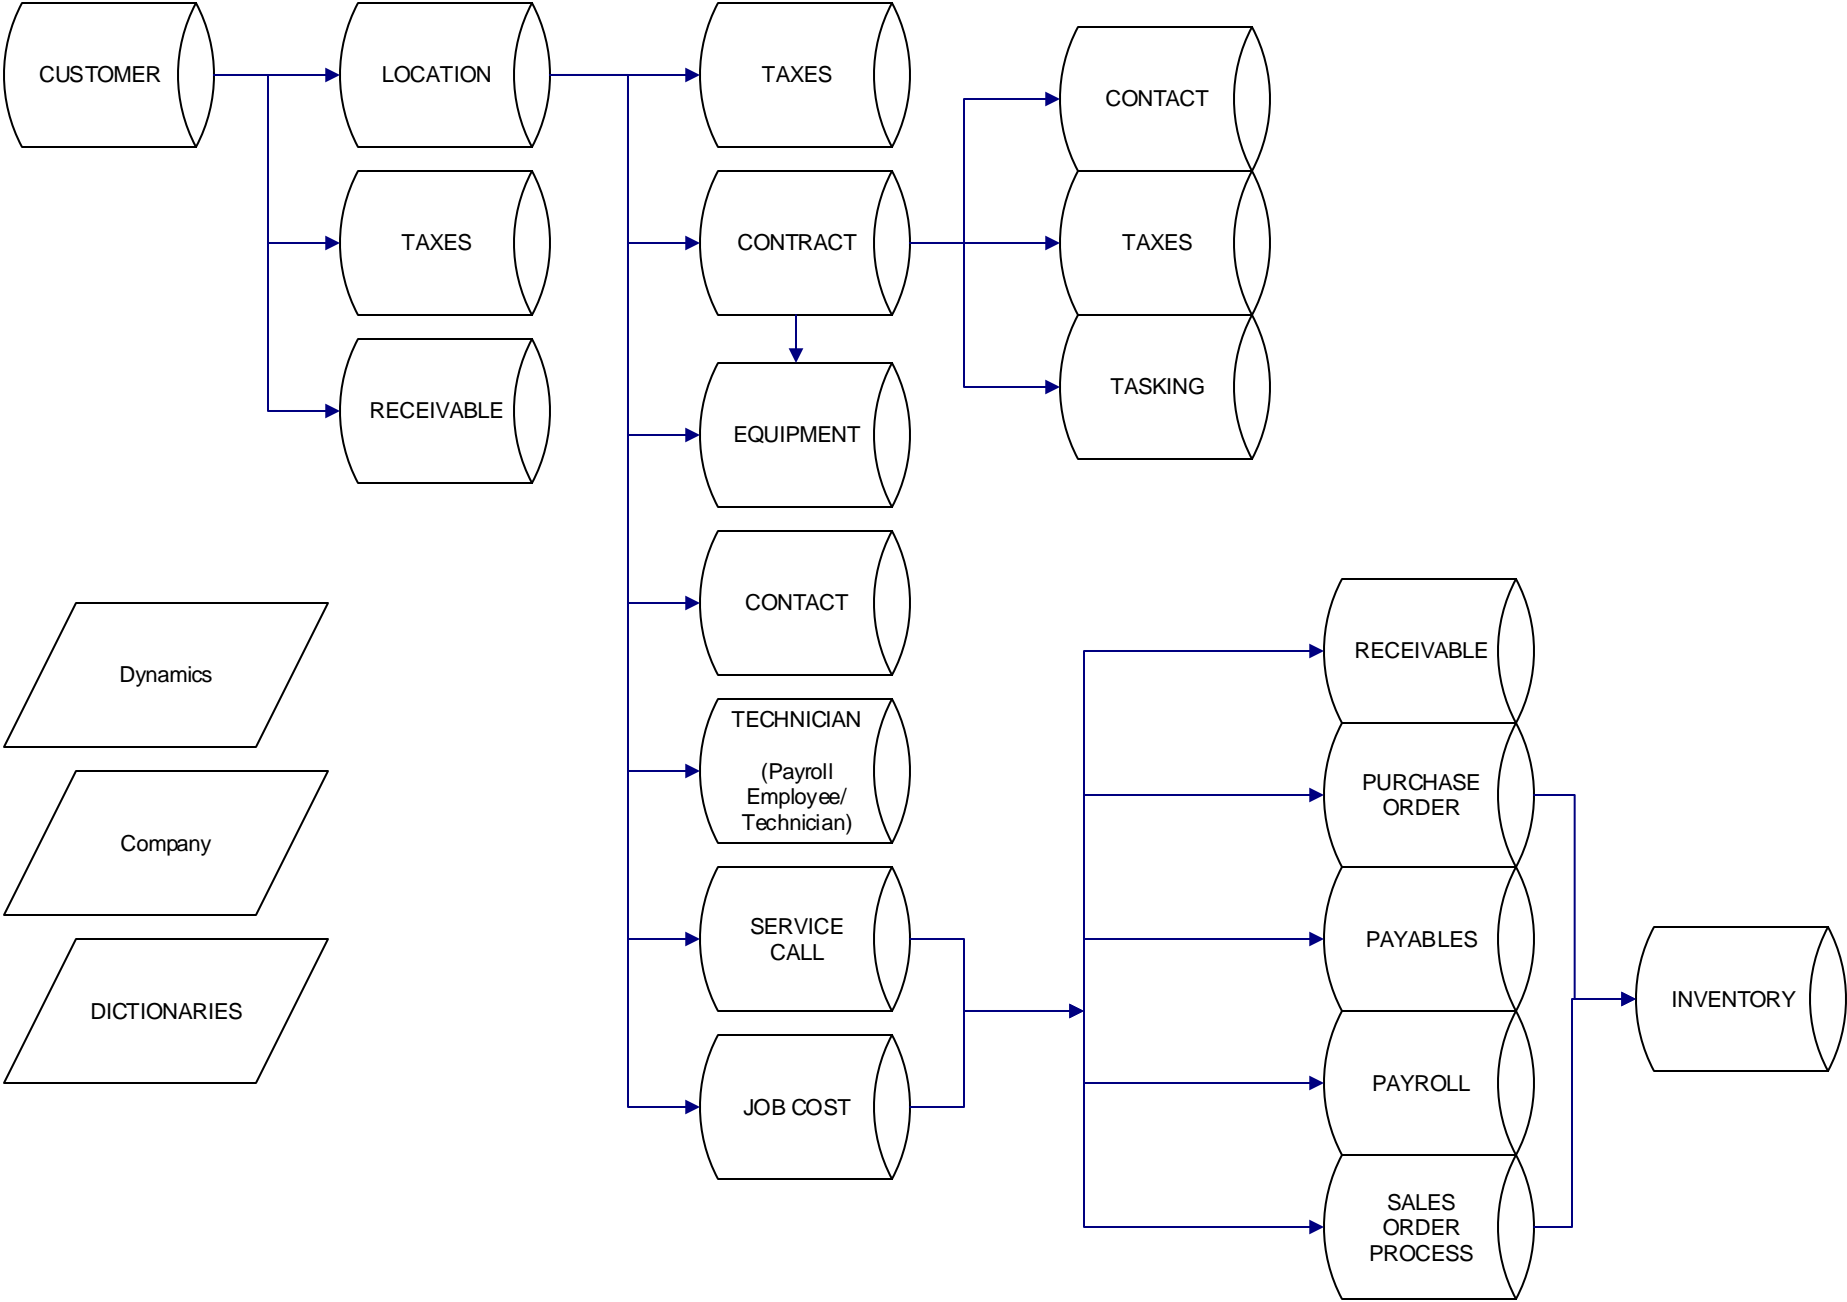 CUSTOMER
LOCATION
TAXES
CONTACT
TAXES
CONTRACT
TAXES
RECEIVABLE
EQUIPMENT
TASKING
CONTACT
Dynamics
RECEIVABLE
TECHNICIAN
(Payroll
Employee/
Technician)
PURCHASE
ORDER
Company
SERVICE
CALL
PAYABLES
DICTIONARIES
INVENTORY
JOB COST
PAYROLL
SALES
ORDER
PROCESS